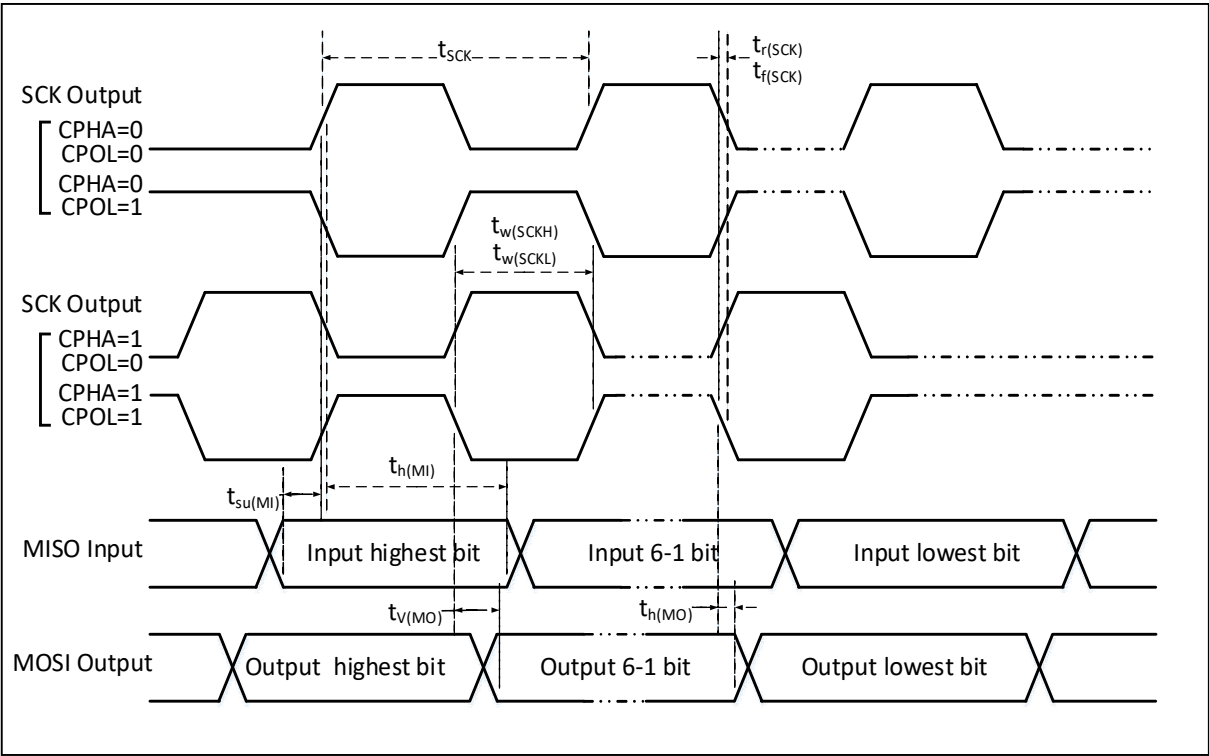 tSCK
tr(SCK)
tf(SCK)
SCK Output
CPHA=0
CPOL=0
CPHA=0
CPOL=1
tw(SCKH)
tw(SCKL)
SCK Output
CPHA=1
CPOL=0
CPHA=1
CPOL=1
th(MI)
tsu(MI)
MISO Input
Input highest bit
Input 6-1 bit
Input lowest bit
tV(MO)
th(MO)
MOSI Output
Output highest bit
Output 6-1 bit
Output lowest bit